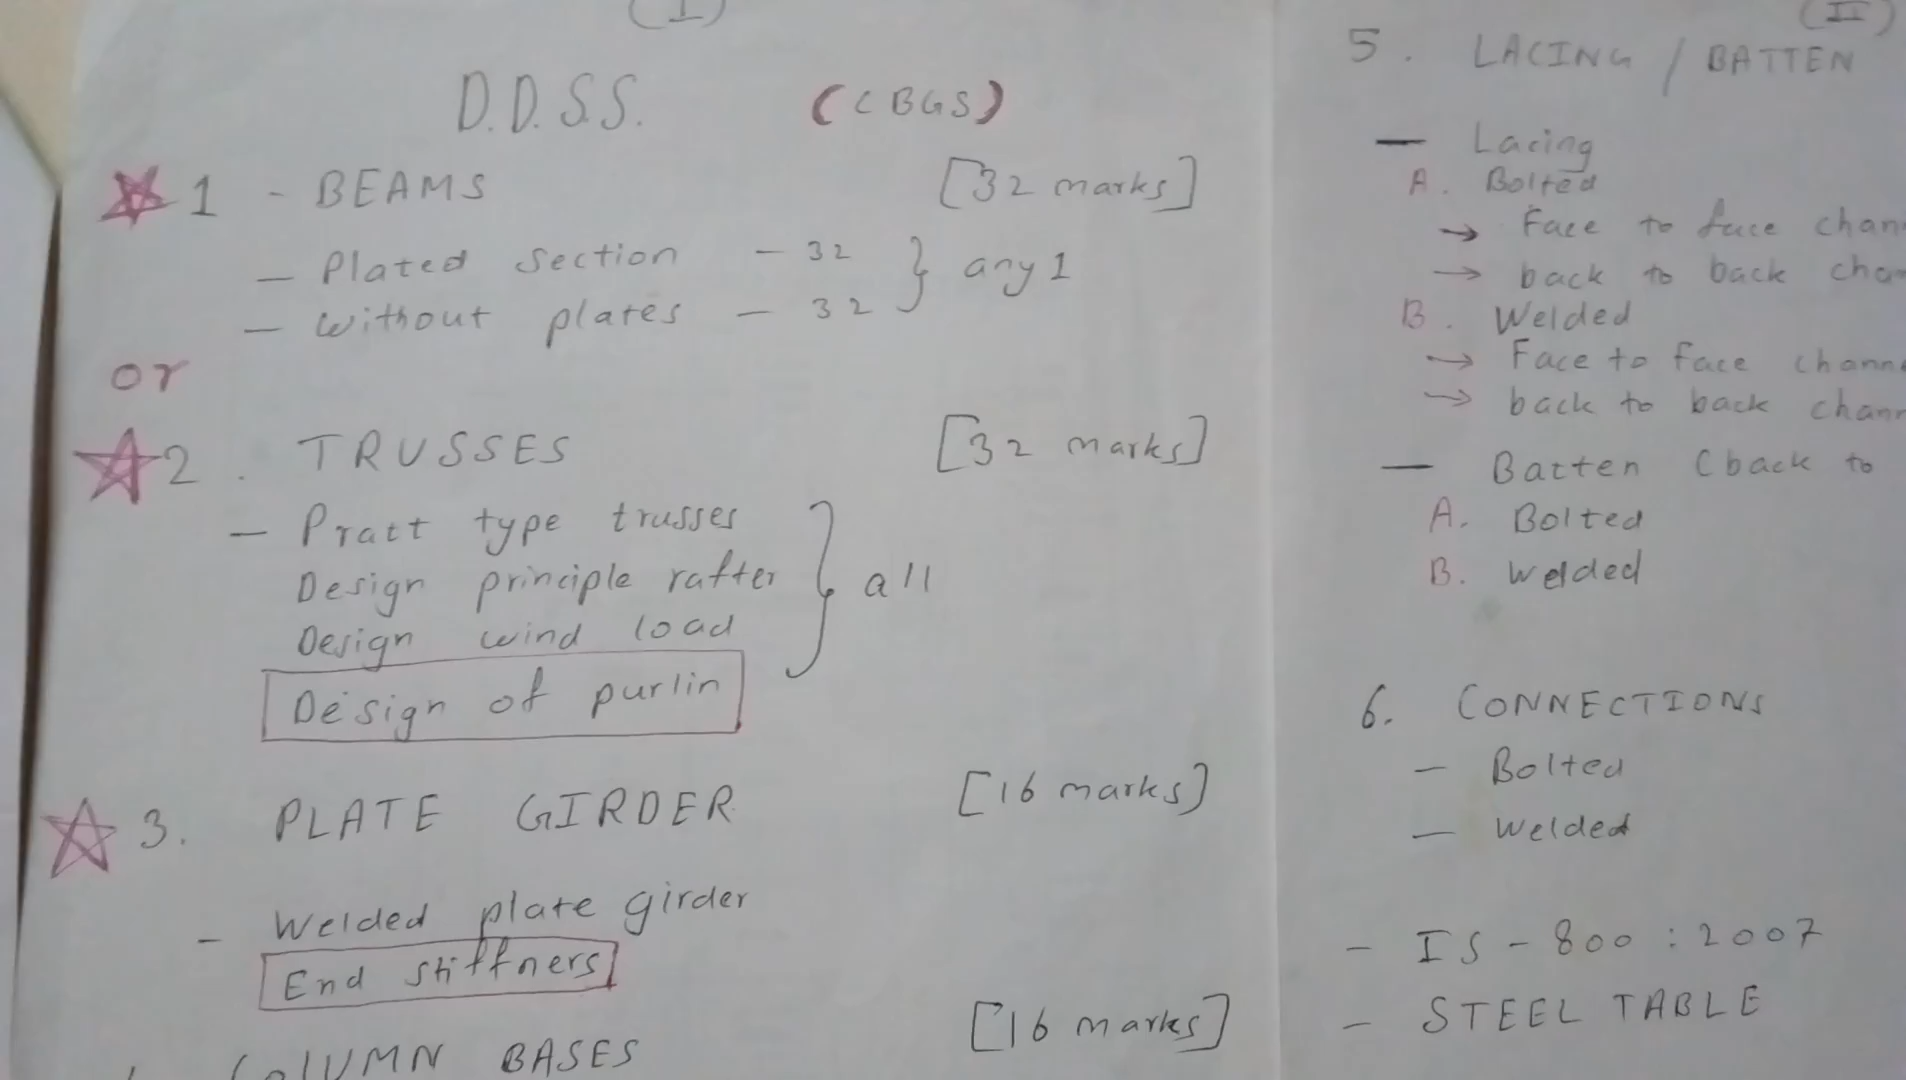 (I)
D.D.S.S. (CBGS)
1 - BEAMS [32 marks]
— Plated section — 32 } any 1
— without plates — 32
or
2. TRUSSES [32 marks]
— Pratt type trusses
Design principle rafter } all
Design wind load
Design of purlin
3. PLATE GIRDER [16 marks]
- Welded plate girder
End stiffners
COLUMN BASES [16 marks]
(II)
5. LACING / BATTEN
— Lacing
A. Bolted
→ Face to face chan
→ back to back cha
B. Welded
→ Face to face chann
→ back to back chann
— Batten (back to
A. Bolted
B. Welded
6. CONNECTIONS
— Bolted
— Welded
- IS - 800 : 2007
- STEEL TABLE